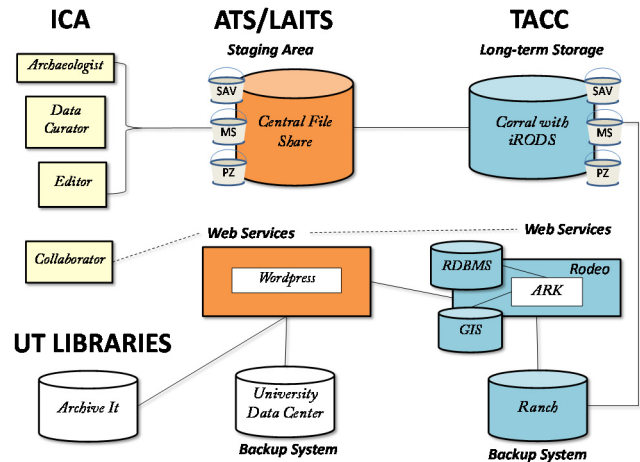 ICA
ATS/LAITS
TACC
Staging Area
Long-term Storage
Archaeologist
Data
Curator
Editor
SAV
MS
PZ
Central File
Share
Corral with
iRODS
SAV
MS
PZ
Collaborator
Web Services
Web Services
Wordpress
RDBMS
Rodeo
ARK
GIS
UT LIBRARIES
Archive It
University
Data Center
Ranch
Backup System
Backup System